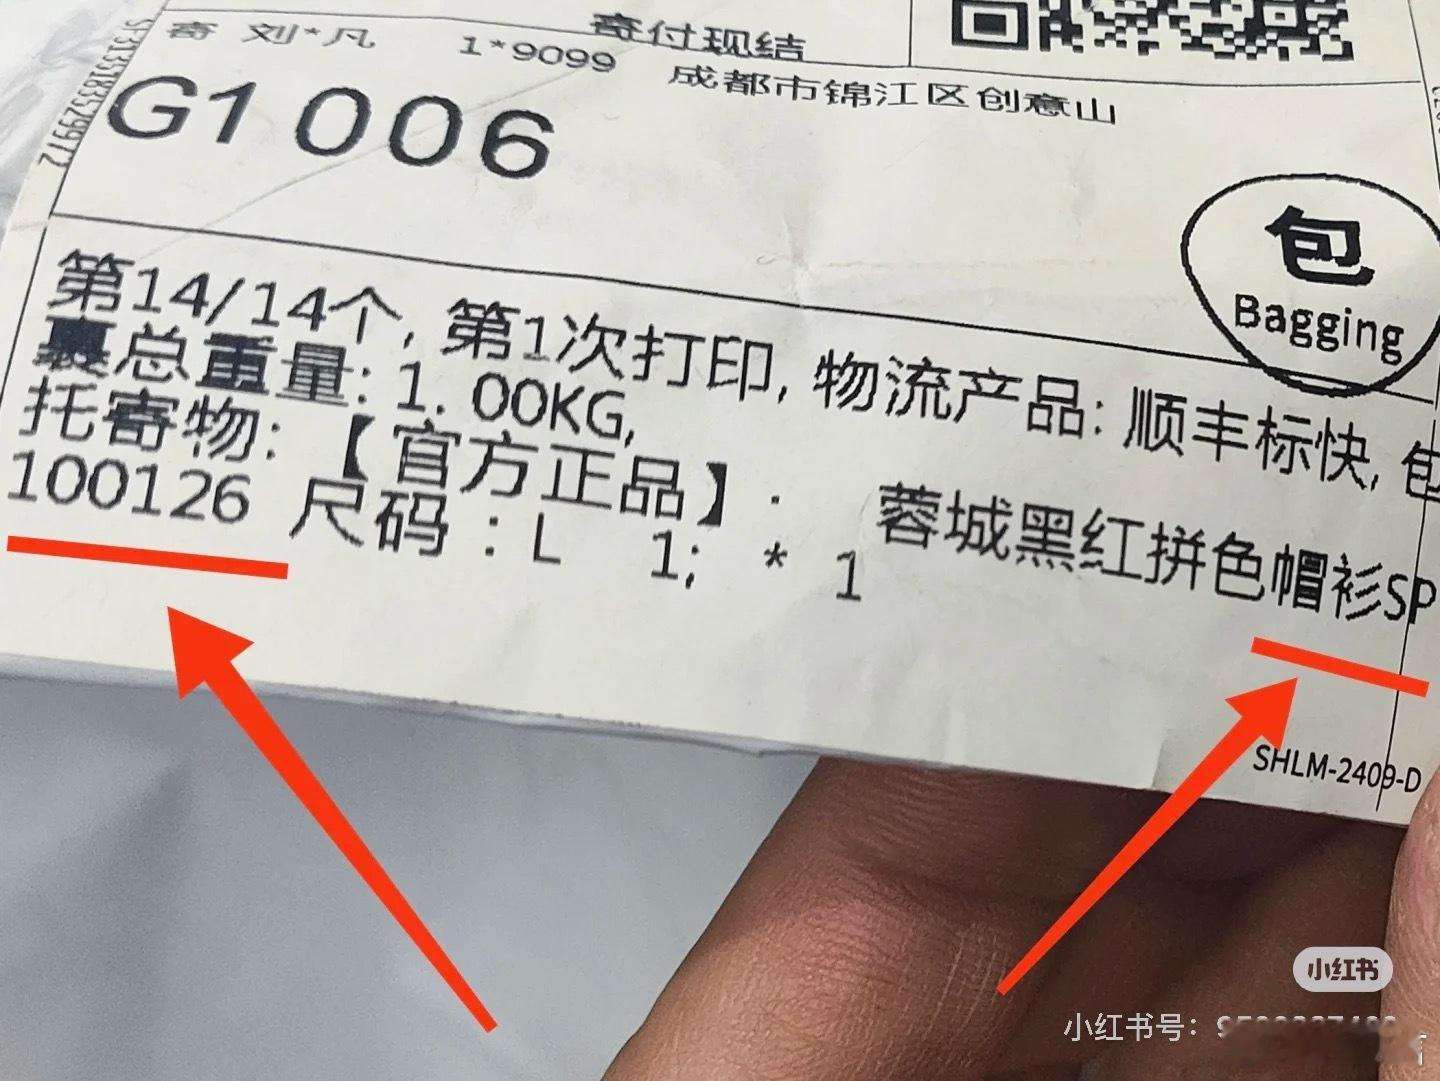 寄付现结
寄 刘*凡 1*9099 成都市锦江区创意山
G1 006
SF3133185529972
包
Bagging
第14/14个, 第1次打印, 物流产品: 顺丰标快, 包
裹总重量: 1. 00KG,
托寄物: 【官方正品】. 蓉城黑红拼色帽衫SP
100126 尺码 : L 1; * 1
SHLM-2409-D
小红书
小红书号: